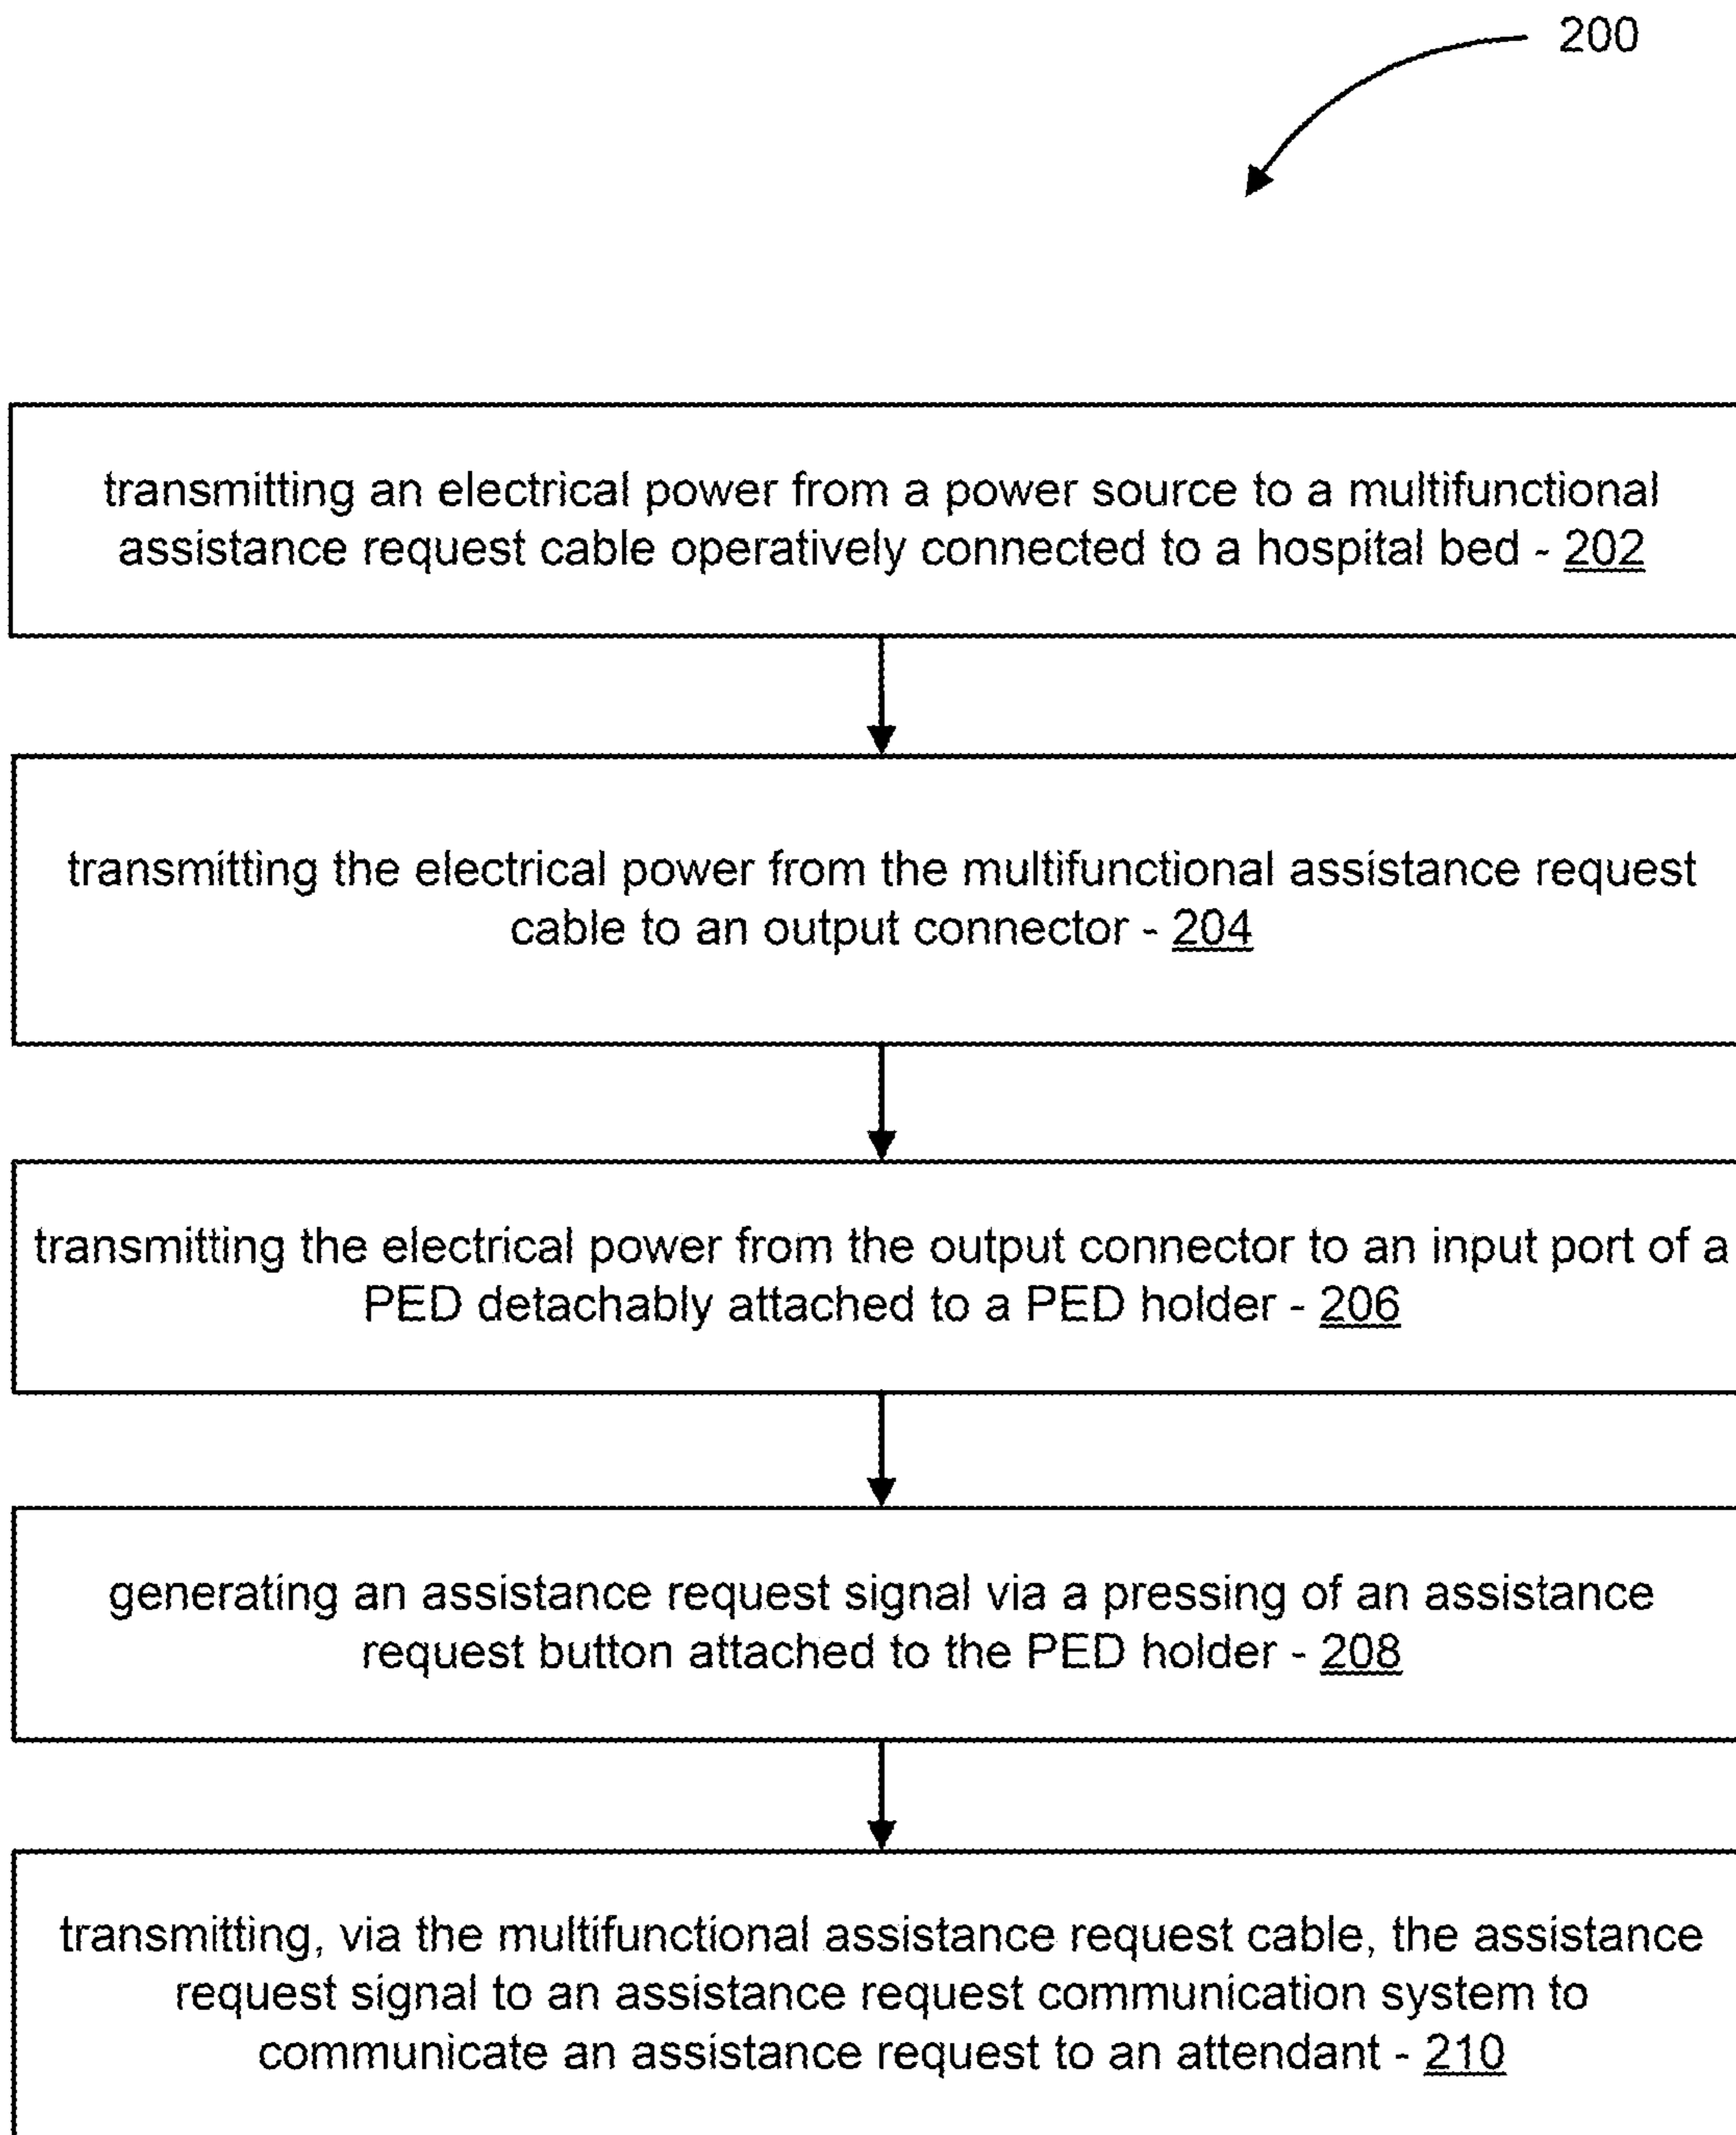 200
transmitting an electrical power from a power source to a multifunctional
assistance request cable operatively connected to a hospital bed - 202
transmitting the electrical power from the multifunctional assistance request
cable to an output connector - 204
transmitting the electrical power from the output connector to an input port of a
PED detachably attached to a PED holder - 206
generating an assistance request signal via a pressing of an assistance
request button attached to the PED holder - 208
transmitting, via the multifunctional assistance request cable, the assistance
request signal to an assistance request communication system to
communicate an assistance request to an attendant - 210